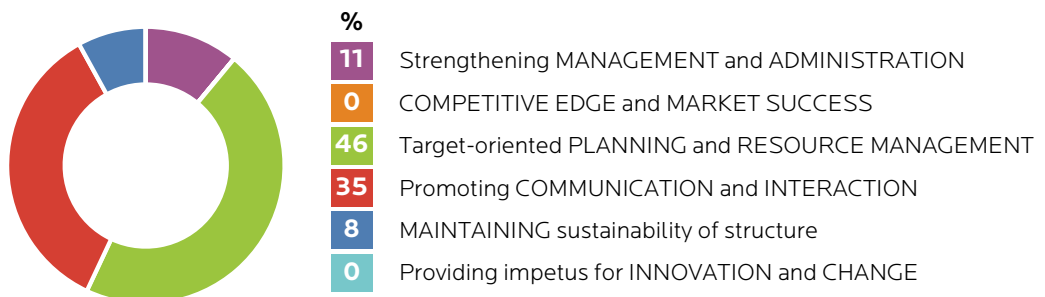 %
11 Strengthening MANAGEMENT and ADMINISTRATION
0 COMPETITIVE EDGE and MARKET SUCCESS
46 Target-oriented PLANNING and RESOURCE MANAGEMENT
35 Promoting COMMUNICATION and INTERACTION
8 MAINTAINING sustainability of structure
0 Providing impetus for INNOVATION and CHANGE